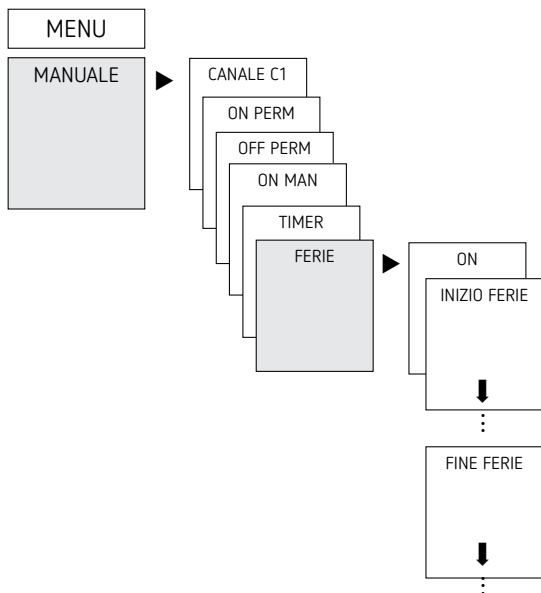 MENU
MANUALE
CANALE C1
ON PERM
OFF PERM
ON MAN
TIMER
FERIE
ON
INIZIO FERIE
FINE FERIE